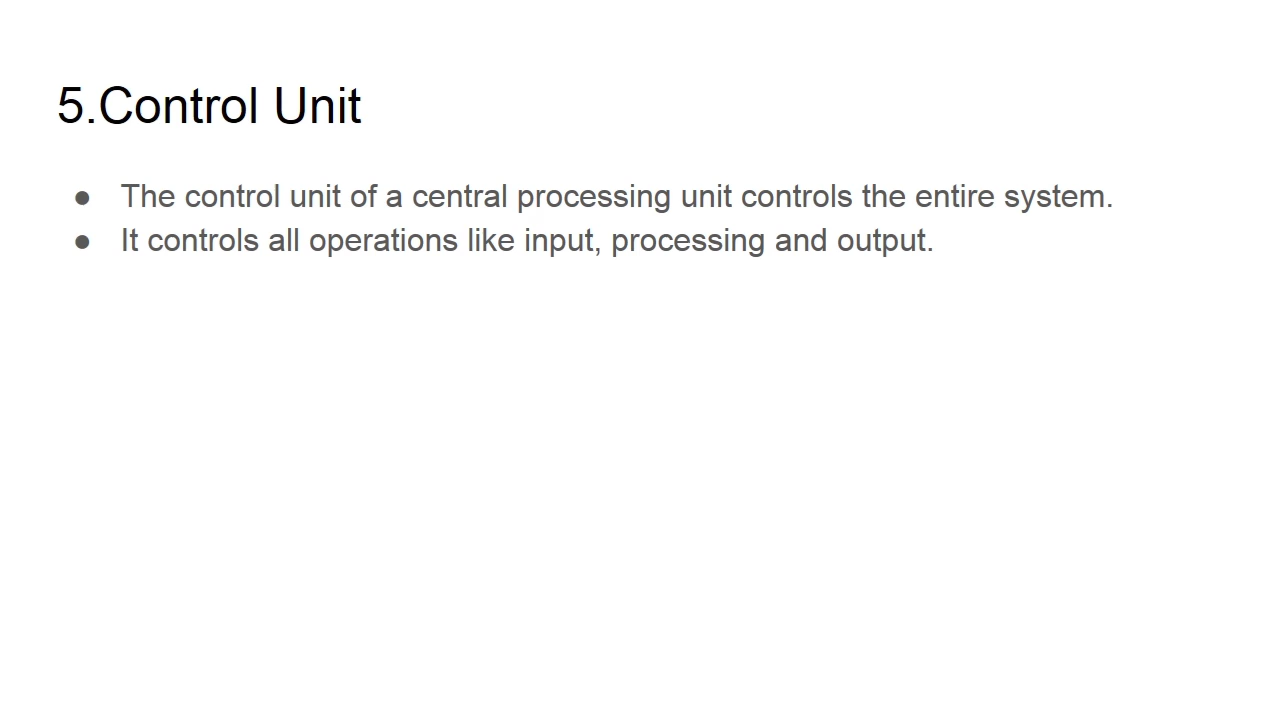 5.Control Unit
● The control unit of a central processing unit controls the entire system.
● It controls all operations like input, processing and output.